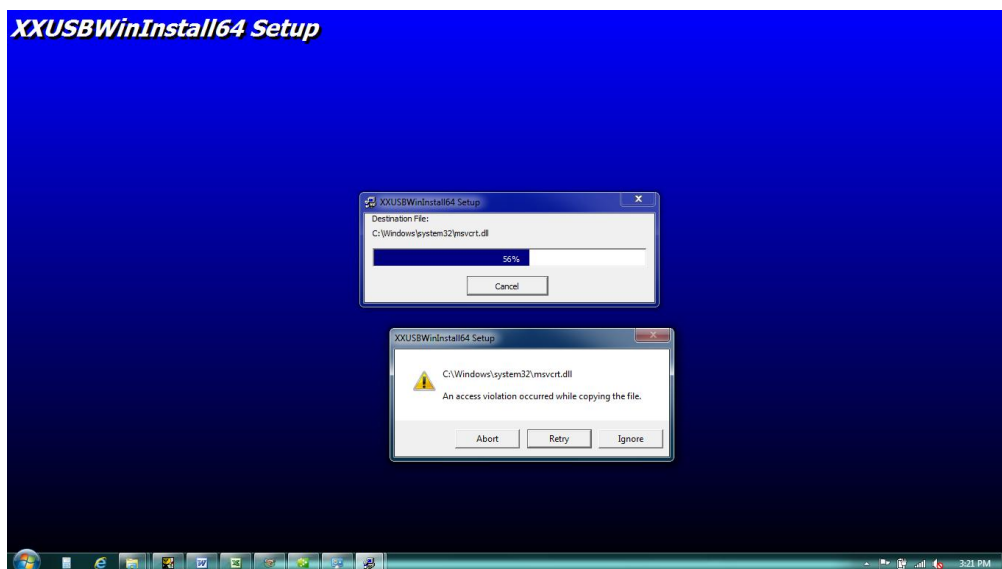 XXUSBWinInstall64 Setup
XXUSBWinInstall64 Setup
Destination File:
C:\Windows\system32\msvcrt.dll
56%
Cancel
XXUSBWinInstall64 Setup
C:\Windows\system32\msvcrt.dll
An access violation occurred while copying the file.
Abort Retry Ignore
3:21 PM